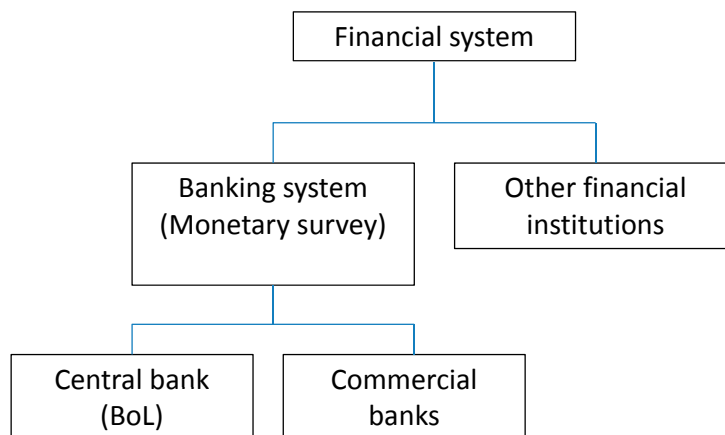 Financial system
Banking system
(Monetary survey)
Other financial
institutions
Central bank
(BoL)
Commercial
banks